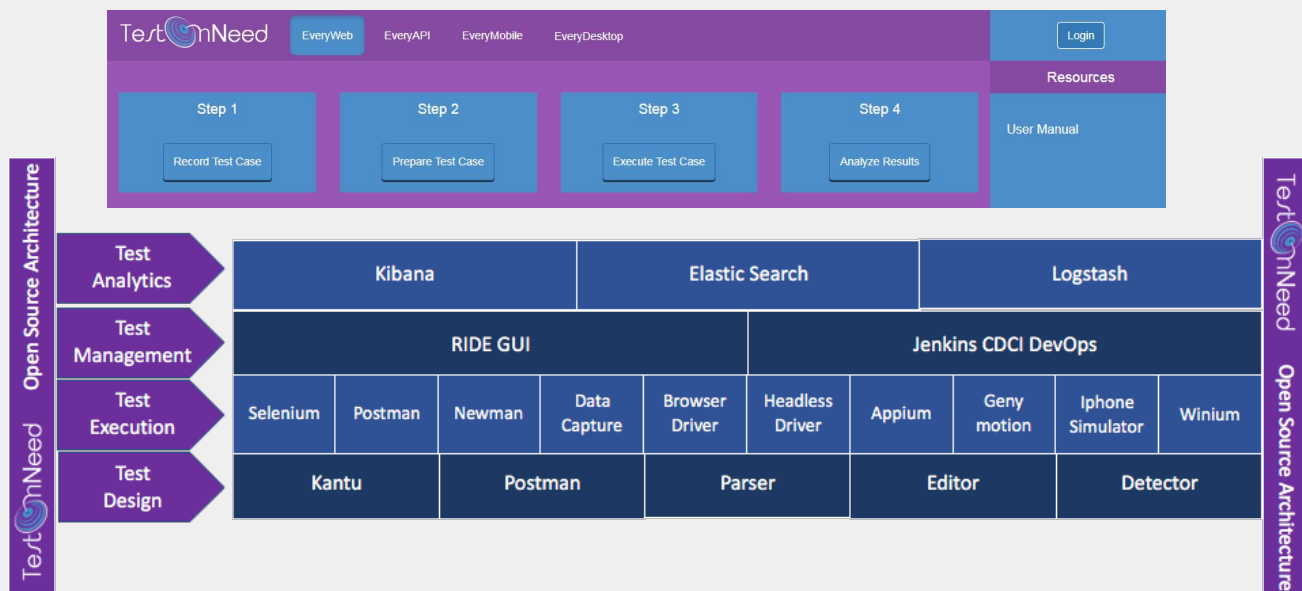 TestOnNeed EveryWeb EveryAPI EveryMobile EveryDesktop Login
Resources
Step 1 Step 2 Step 3 Step 4
User Manual
Record Test Case Prepare Test Case Execute Test Case Analyze Results
TestOnNeed Open Source Architecture
Test
Analytics
Kibana Elastic Search Logstash
Test
Management
RIDE GUI Jenkins CDCI DevOps
Test
Execution
Selenium Postman Newman
Data
Capture
Browser
Driver
Headless
Driver
Appium
Geny
motion
Iphone
Simulator
Winium
Test
Design
Kantu Postman Parser Editor Detector
TestOnNeed Open Source Architecture